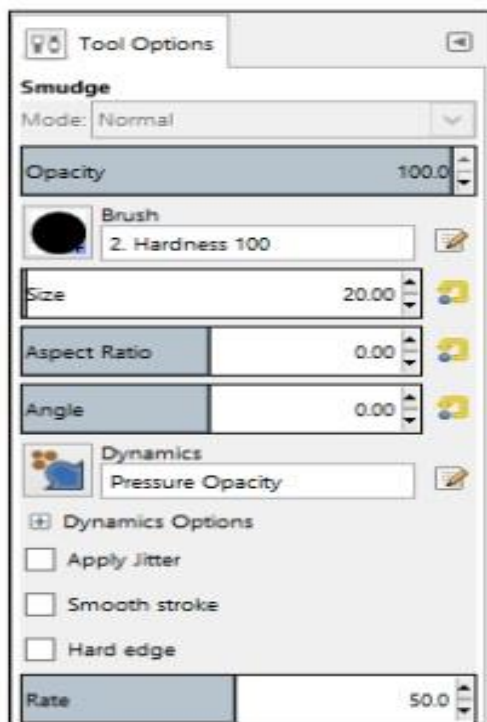 Tool Options
Smudge
Mode: Normal
Opacity 100.0
Brush
2. Hardness 100
Size 20.00
Aspect Ratio 0.00
Angle 0.00
Dynamics
Pressure Opacity
Dynamics Options
Apply Jitter
Smooth stroke
Hard edge
Rate 50.0